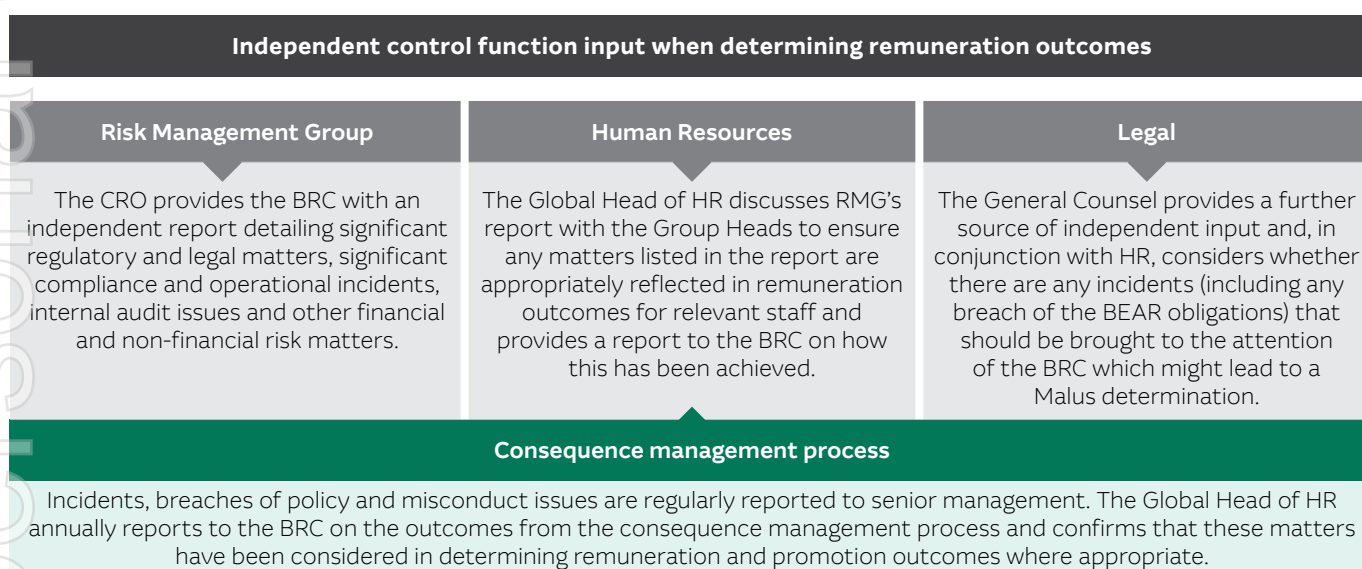 Independent control function input when determining remuneration outcomes
Risk Management Group
The CRO provides the BRC with an
independent report detailing significant
regulatory and legal matters, significant
compliance and operational incidents,
internal audit issues and other financial
and non-financial risk matters.
Human Resources
The Global Head of HR discusses RMG’s
report with the Group Heads to ensure
any matters listed in the report are
appropriately reflected in remuneration
outcomes for relevant staff and
provides a report to the BRC on how
this has been achieved.
Legal
The General Counsel provides a further
source of independent input and, in
conjunction with HR, considers whether
there are any incidents (including any
breach of the BEAR obligations) that
should be brought to the attention
of the BRC which might lead to a
Malus determination.
Consequence management process
Incidents, breaches of policy and misconduct issues are regularly reported to senior management. The Global Head of HR
annually reports to the BRC on the outcomes from the consequence management process and confirms that these matters
have been considered in determining remuneration and promotion outcomes where appropriate.